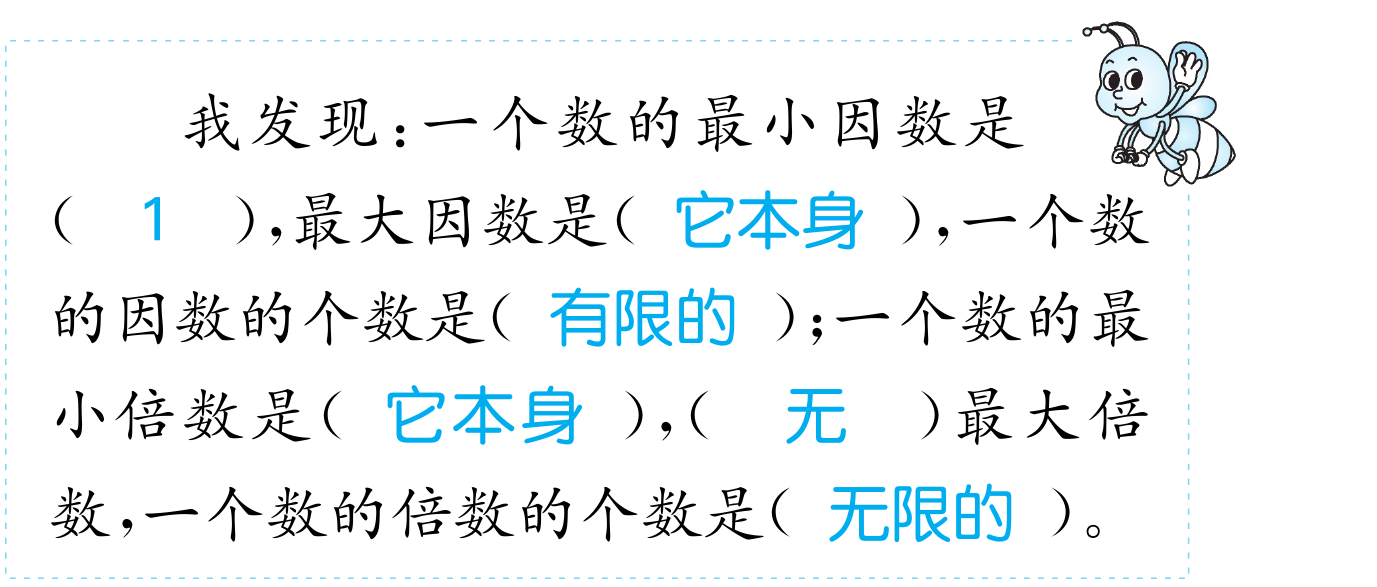 我发现:一个数的最小因数是
( 1 ),最大因数是( 它本身 ),一个数
的因数的个数是( 有限的 );一个数的最
小倍数是( 它本身 ),( 无 )最大倍
数,一个数的倍数的个数是( 无限的 )。